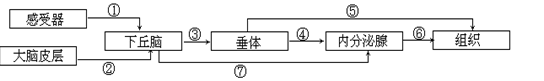 感受器 ① ⑤
下丘脑 ③ 垂体 ④ 内分泌腺 ⑥ 组织
大脑皮层 ② ⑦